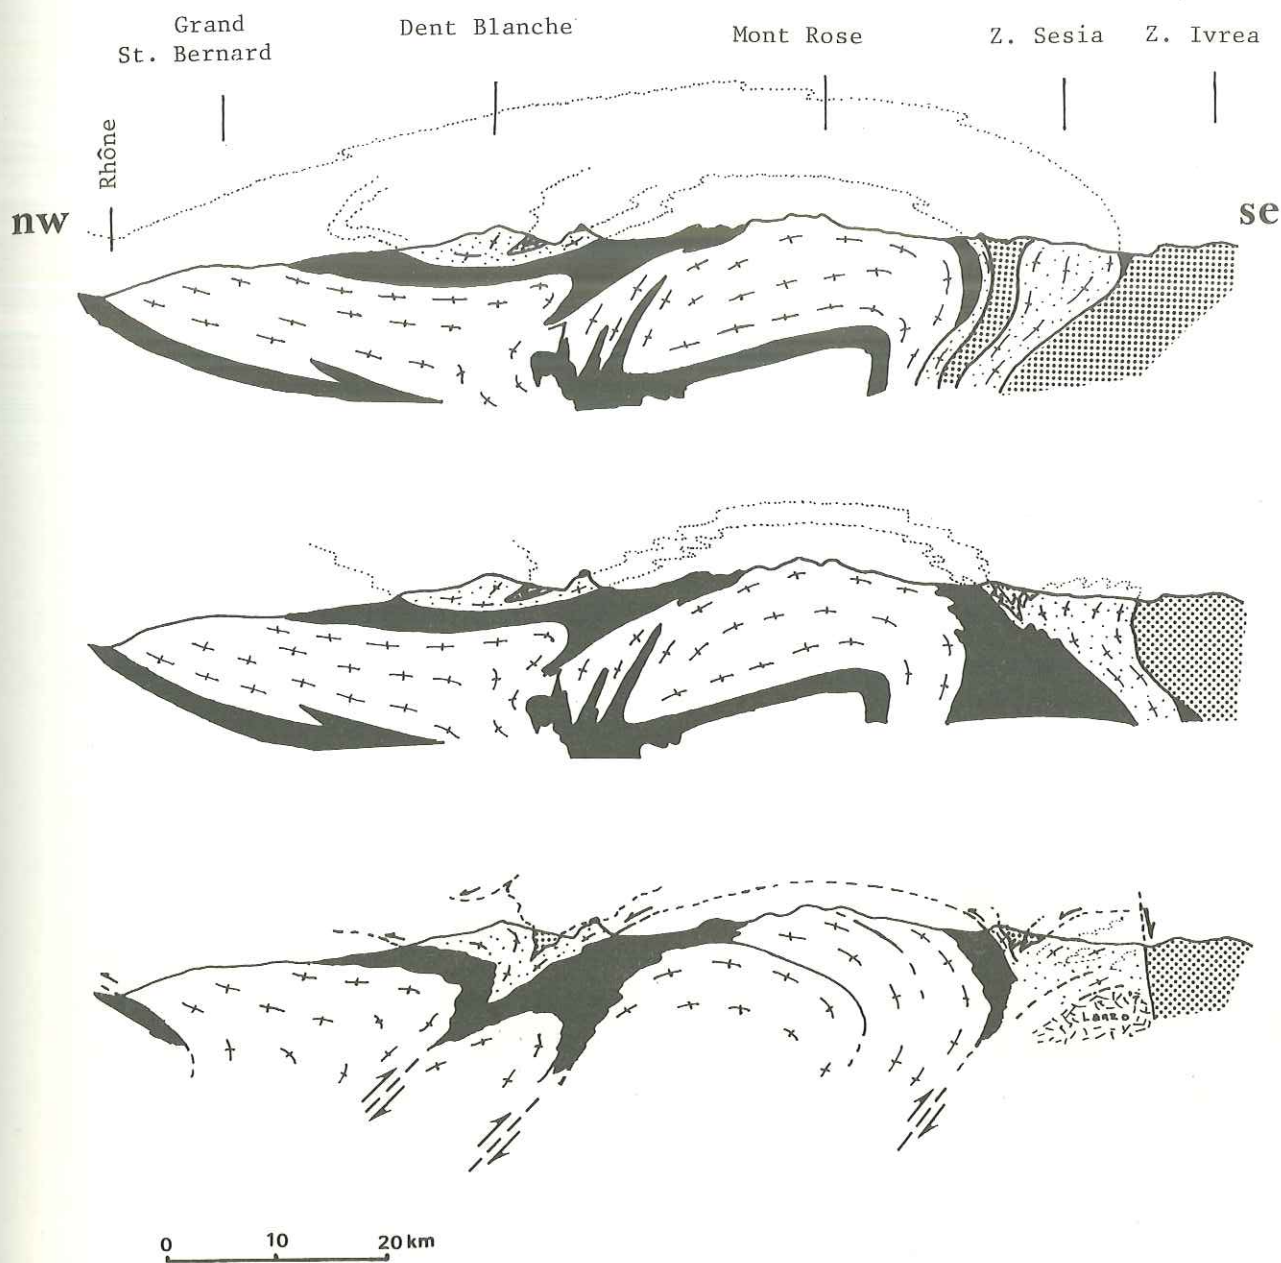 Grand
St. Bernard
Dent Blanche
Mont Rose
Z. Sesia
Z. Ivrea
Rhône
nw
se
LANZO
0 10 20 km